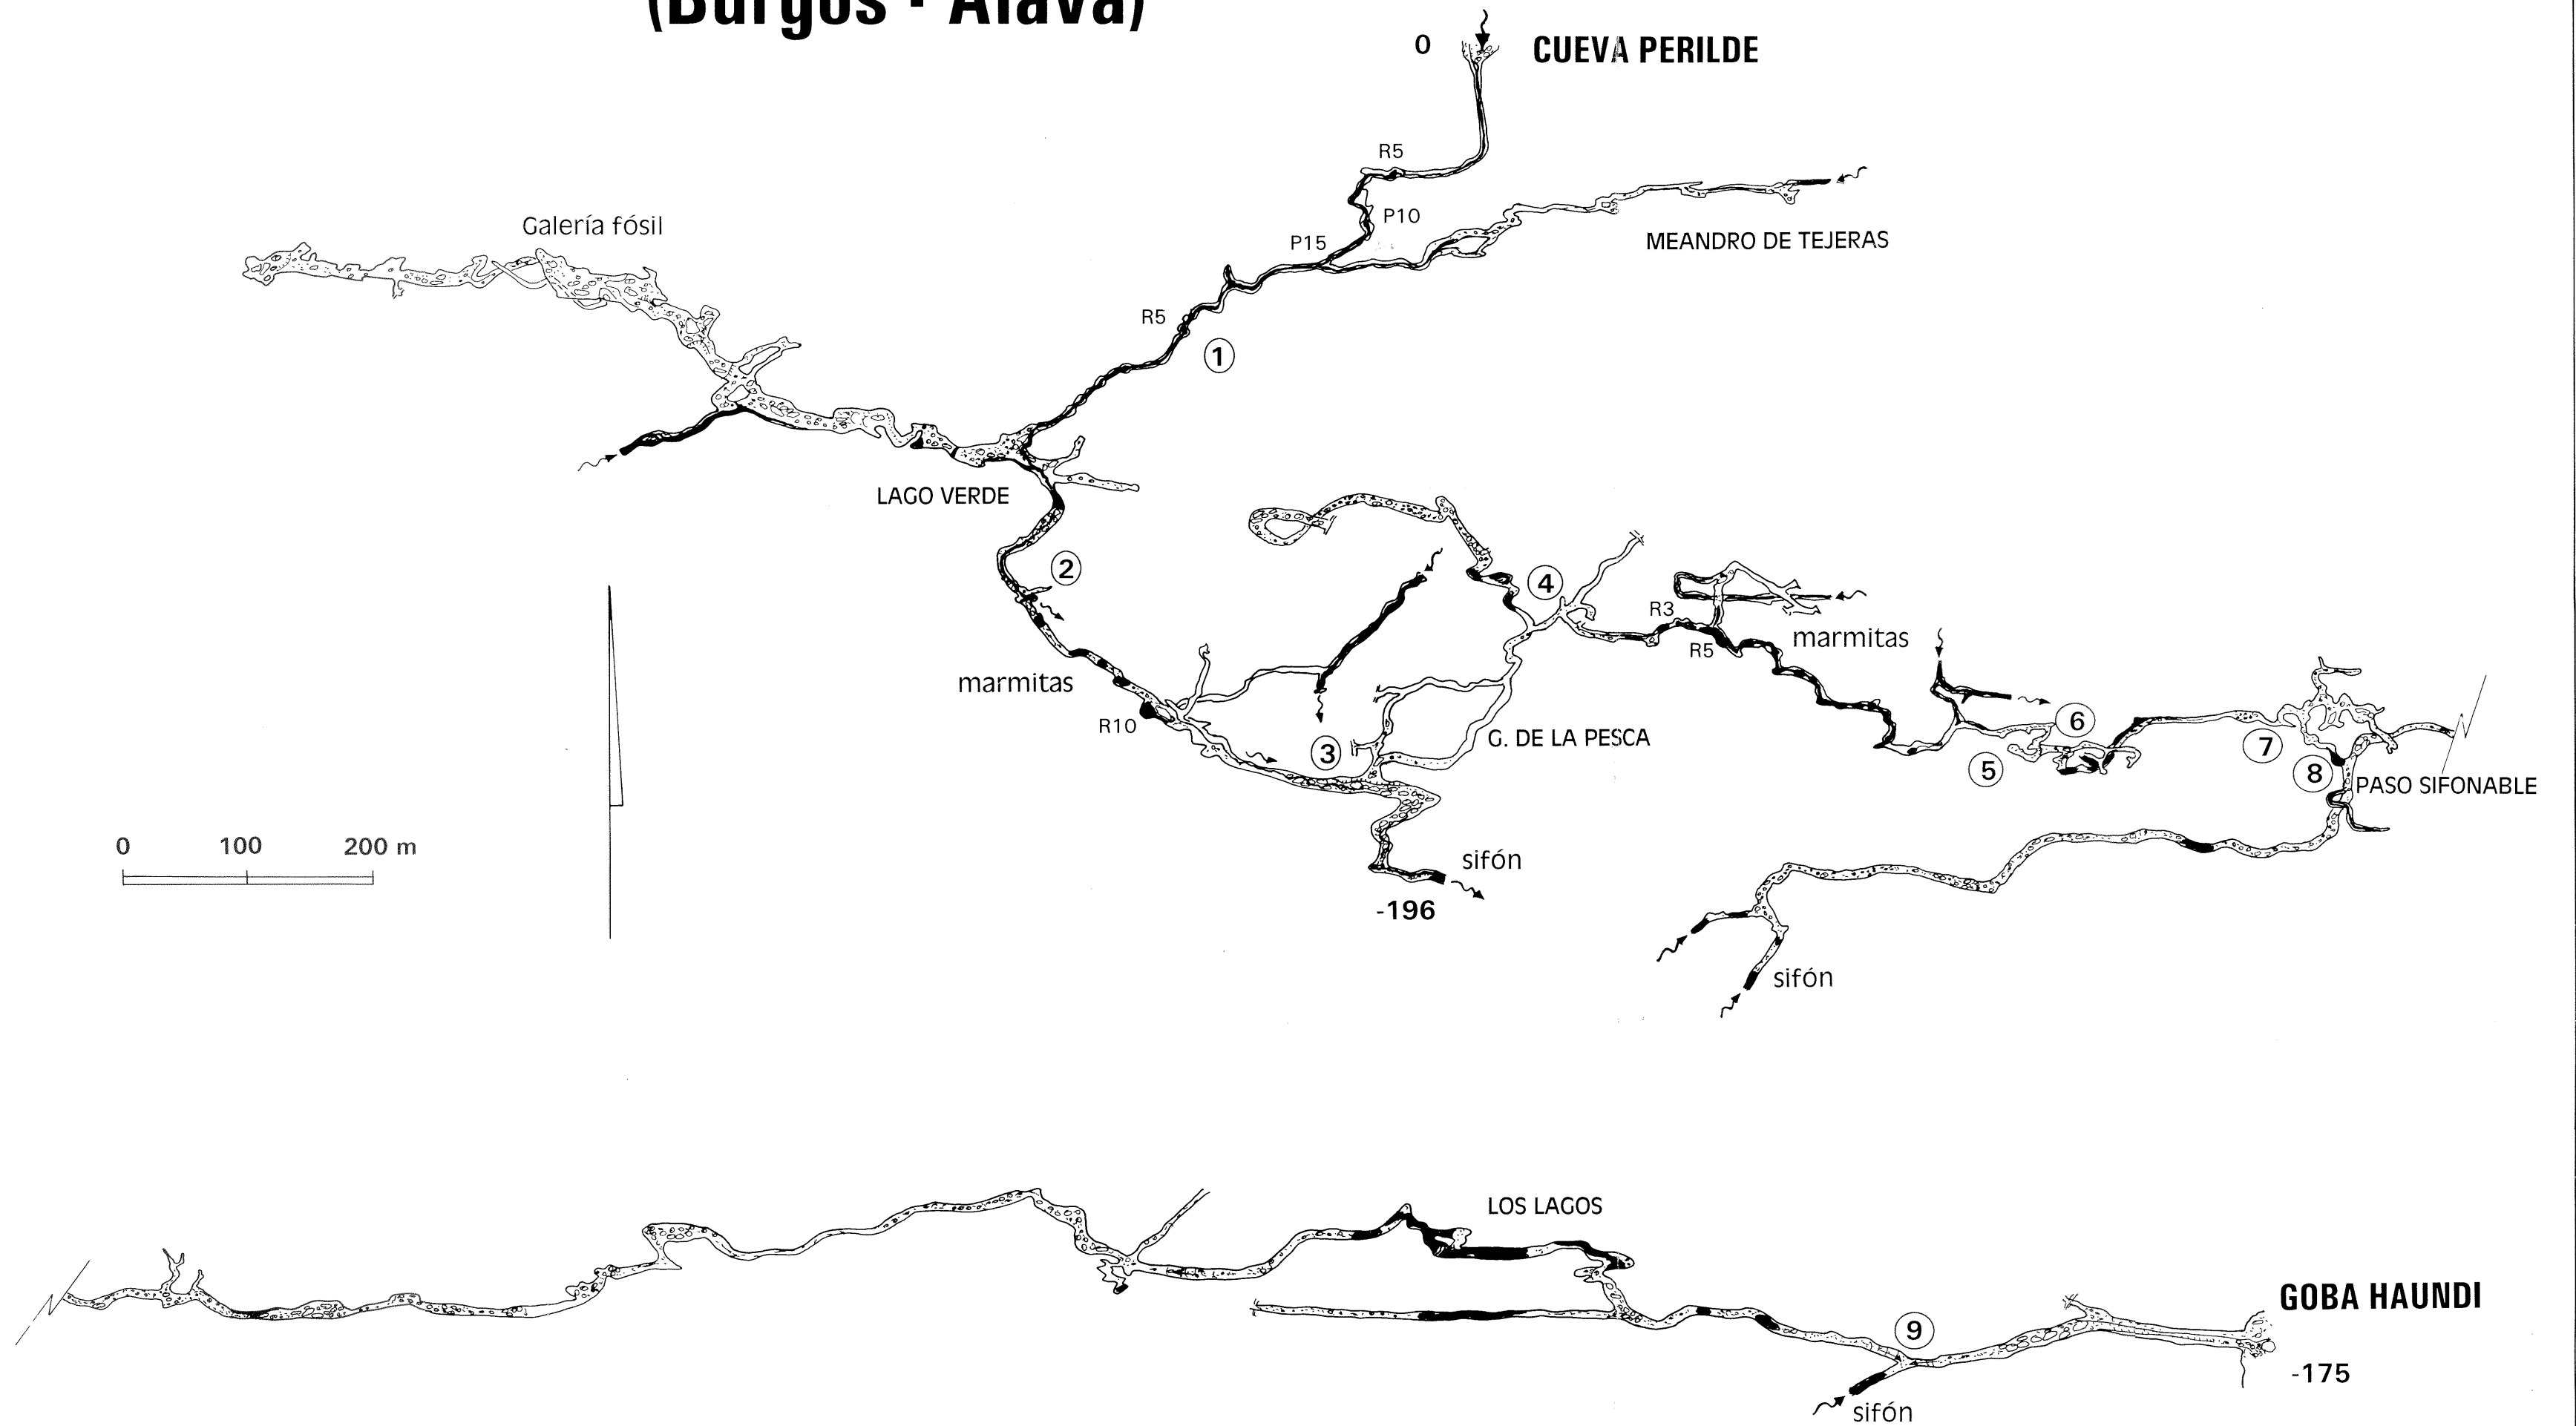 (Burgos - Alava)
0
CUEVA PERILDE
R5
P10
MEANDRO DE TEJERAS
P15
Galería fósil
R5
1
LAGO VERDE
2
4
R3
marmitas
R5
marmitas
R10
3
G. DE LA PESCA
6
7
5
8
PASO SIFONABLE
0 100 200 m
sifón
-196
sifón
LOS LAGOS
GOBA HAUNDI
9
-175
sifón